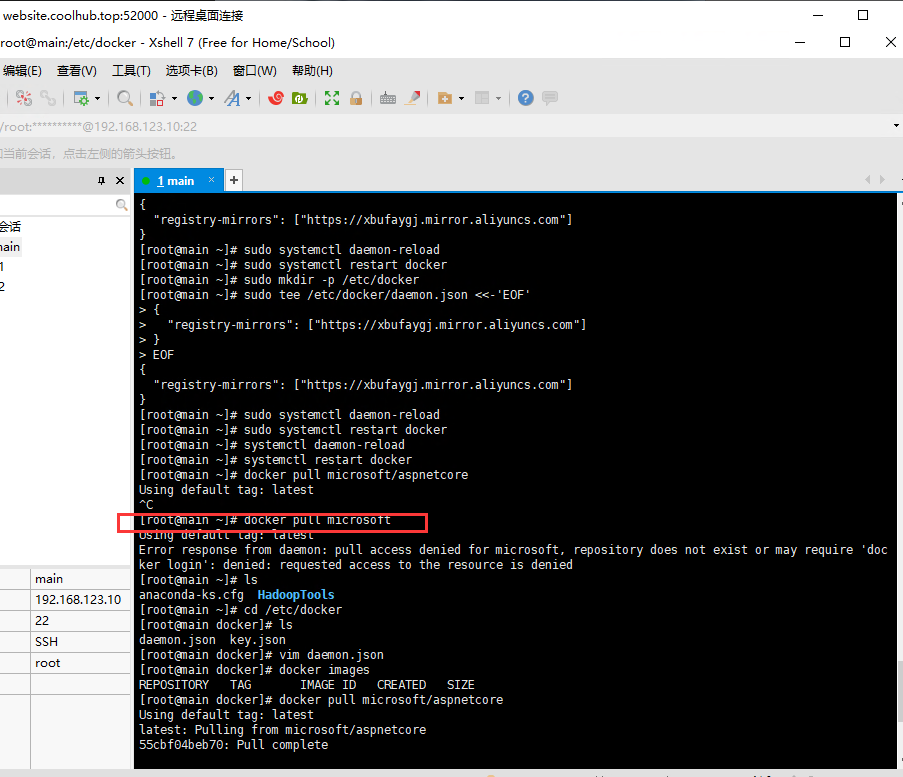 website.coolhub.top:52000 - 远程桌面连接
root@main:/etc/docker - Xshell 7 (Free for Home/School)
编辑(E) 查看(V) 工具(T) 选项卡(B) 窗口(W) 帮助(H)
/root:**********@192.168.123.10:22
当前会话，点击左侧的箭头按钮。
1 main × +
会话
main
1
2
{
  "registry-mirrors": ["https://xbufaygj.mirror.aliyuncs.com"]
}
[root@main ~]# sudo systemctl daemon-reload
[root@main ~]# sudo systemctl restart docker
[root@main ~]# sudo mkdir -p /etc/docker
[root@main ~]# sudo tee /etc/docker/daemon.json <<-'EOF'
> {
>   "registry-mirrors": ["https://xbufaygj.mirror.aliyuncs.com"]
> }
> EOF
{
  "registry-mirrors": ["https://xbufaygj.mirror.aliyuncs.com"]
}
[root@main ~]# sudo systemctl daemon-reload
[root@main ~]# sudo systemctl restart docker
[root@main ~]# systemctl daemon-reload
[root@main ~]# systemctl restart docker
[root@main ~]# docker pull microsoft/aspnetcore
Using default tag: latest
^C
[root@main ~]# docker pull microsoft
Using default tag: latest
Error response from daemon: pull access denied for microsoft, repository does not exist or may require 'doc
ker login': denied: requested access to the resource is denied
[root@main ~]# ls
anaconda-ks.cfg  HadoopTools
[root@main ~]# cd /etc/docker
[root@main docker]# ls
daemon.json  key.json
[root@main docker]# vim daemon.json
[root@main docker]# docker images
REPOSITORY   TAG       IMAGE ID   CREATED   SIZE
[root@main docker]# docker pull microsoft/aspnetcore
Using default tag: latest
latest: Pulling from microsoft/aspnetcore
55cbf04beb70: Pull complete
main
192.168.123.10
22
SSH
root